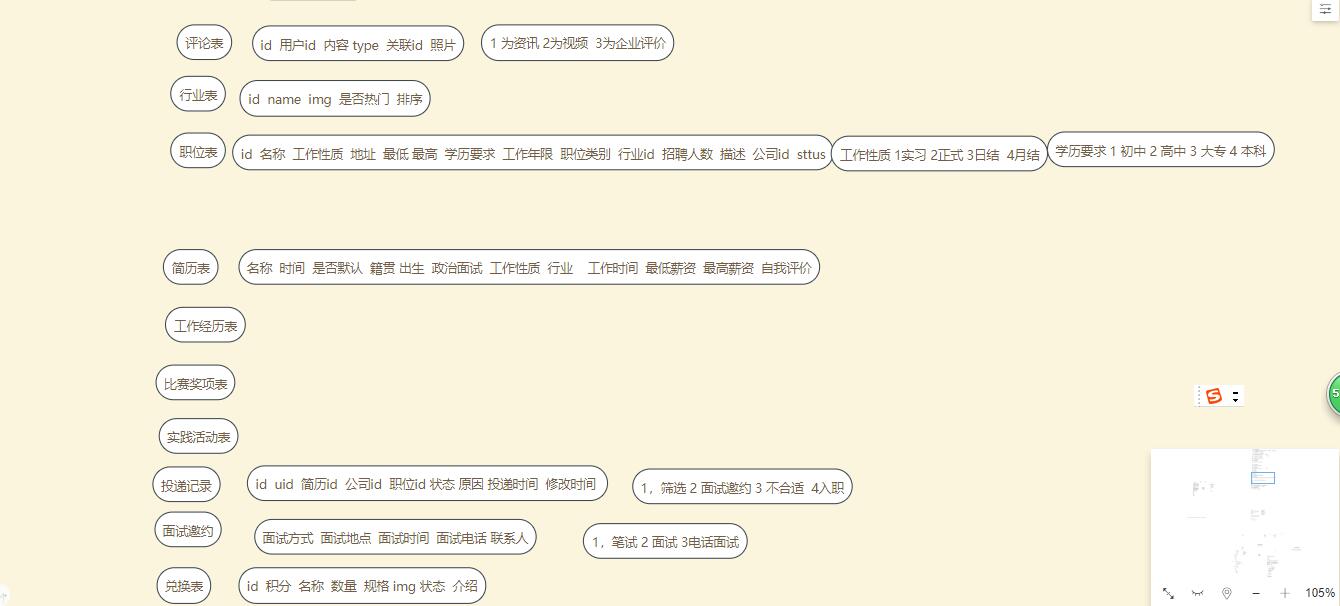 评论表 id 用户id 内容 type 关联id 照片 1 为资讯 2为视频 3为企业评价
行业表 id name img 是否热门 排序
职位表 id 名称 工作性质 地址 最低 最高 学历要求 工作年限 职位类别 行业id 招聘人数 描述 公司id sttus 工作性质 1实习 2正式 3日结 4月结 学历要求 1 初中 2 高中 3 大专 4 本科
简历表 名称 时间 是否默认 籍贯 出生 政治面试 工作性质 行业 工作时间 最低薪资 最高薪资 自我评价
工作经历表
比赛奖项表
实践活动表
投递记录 id uid 简历id 公司id 职位id 状态 原因 投递时间 修改时间 1，筛选 2 面试邀约 3 不合适 4入职
面试邀约 面试方式 面试地点 面试时间 面试电话 联系人 1，笔试 2 面试 3电话面试
兑换表 id 积分 名称 数量 规格 img 状态 介绍
105%